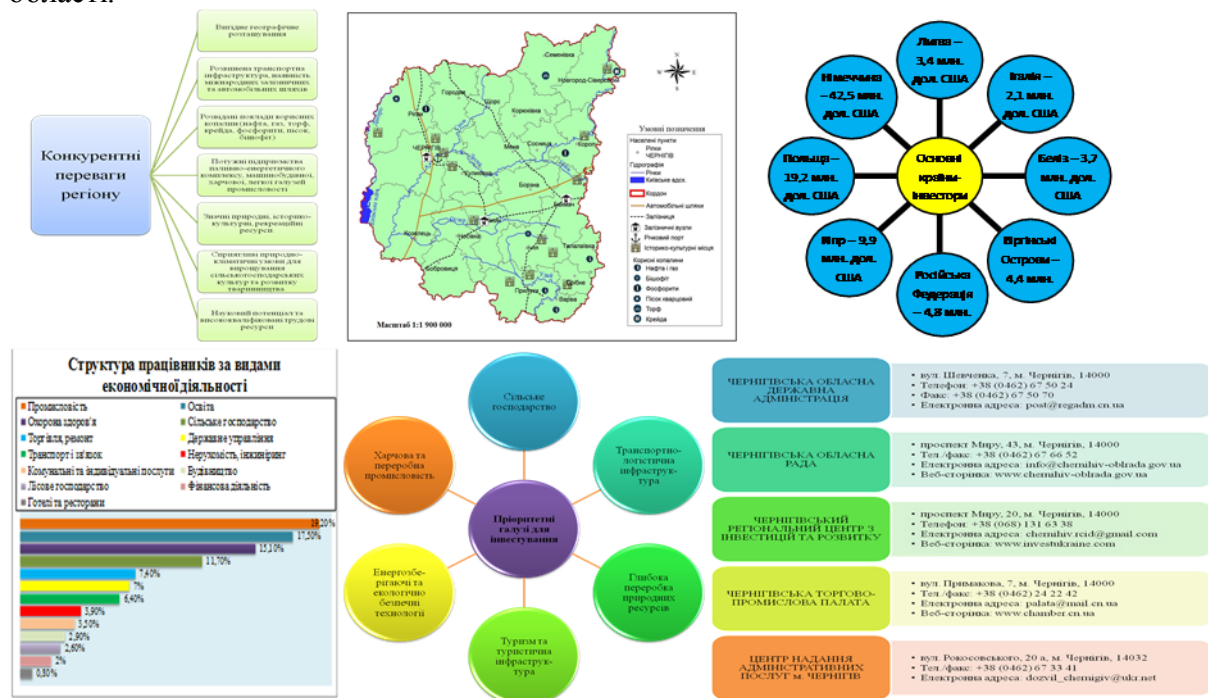 області.
Конкурентні
переваги
регіону
Вигідне географічне
розташування
Розвинена транспортна
інфраструктура, наявність
міжнародних залізничних
та автомобільних шляхів
Розвідані поклади корисних
копалин (нафта, газ, торф,
крейда, фосфорити, пісок,
бішофіт)
Потужні підприємства
паливно-енергетичного
комплексу, машинобудівної,
харчової, легкої галузей
промисловості
Значні природні, історико-
культурні, рекреаційні
ресурси
Сприятливі природно-
кліматичні умови для
вирощування
сільськогосподарських
культур та розвитку
тваринництва
Науковий потенціал та
висококваліфіковані трудові
ресурси
Семенівка
Новгород-Сіверський
Городня
Щорс
Корюківка
Ріпки
ЧЕРНІГІВ
Мена
Сосниця
Короп
Куликівка
Борзна
Бахмач
Козелець
Носівка
Ічня
Талалаївка
Бобровиця
Прилуки
Срібне
Варва
Масштаб 1:1 900 000
Умовні позначення
Населені пункти
Ріпки
ЧЕРНІГІВ
Гідрографія
Річки
Київське вдсх.
Кордон
Автомобільні шляхи
Залізниця
Залізничні вузли
Річковий порт
Історико-культурні місця
Корисні копалини
Нафта і газ
Бішофіт
Фосфорити
Пісок кварцовий
Торф
Крейда
Основні
країни-
інвестори
Литва –
3,4 млн.
дол. США
Італія –
2,1 млн.
дол. США
Беліз – 3,7
млн. дол.
США
Віргінські
Острови –
4,4 млн.
Російська
Федерація
– 4,8 млн.
Кіпр – 9,9
млн. дол.
США
Польща –
19,2 млн.
дол. США
Німеччина
– 42,5 млн.
дол. США
Структура працівників за видами
економічної діяльності
Промисловість
Освіта
Охорона здоров'я
Сільське господарство
Торгівля, ремонт
Державне управління
Транспорт і зв'язок
Нерухомість, інжиніринг
Комунальні та індивідуальні послуги
Будівництво
Лісове господарство
Фінансова діяльність
Готелі та ресторани
19,20%
17,50%
15,10%
11,70%
7,40%
7%
6,40%
3,90%
3,50%
2,90%
2,60%
2%
0,80%
Пріоритетні
галузі для
інвестування
Сільське
господарство
Транспортно-
логістична
інфраструк-
тура
Глибока
переробка
природних
ресурсів
Туризм та
туристична
інфраструк-
тура
Енергозбе-
рігаючі та
екологічно
безпечні
технології
Харчова та
переробна
промисловість
ЧЕРНІГІВСЬКА ОБЛАСНА
ДЕРЖАВНА
АДМІНІСТРАЦІЯ
• вул. Шевченка, 7, м. Чернігів, 14000
• Телефон: +38 (0462) 67 50 24
• Факс: +38 (0462) 67 50 70
• Електронна адреса: post@regadm.cn.ua
ЧЕРНІГІВСЬКА ОБЛАСНА
РАДА
• проспект Миру, 43, м. Чернігів, 14000
• Тел./факс: +38 (0462) 67 66 52
• Електронна адреса: info@chernihiv-oblrada.gov.ua
• Веб-сторінка: www.chernihiv-oblrada.gov.ua
ЧЕРНІГІВСЬКИЙ
РЕГІОНАЛЬНИЙ ЦЕНТР З
ІНВЕСТИЦІЙ ТА РОЗВИТКУ
• проспект Миру, 20, м. Чернігів, 14000
• Телефон: +38 (068) 131 63 38
• Електронна адреса: chernihiv.rcid@gmail.com
• Веб-сторінка: www.investukraine.com
ЧЕРНІГІВСЬКА ТОРГОВО-
ПРОМИСЛОВА ПАЛАТА
• вул. Примакова, 7, м. Чернігів, 14000
• Тел./факс: +38 (0462) 24 22 42
• Електронна адреса: palata@mail.cn.ua
• Веб-сторінка: www.chamber.cn.ua
ЦЕНТР НАДАННЯ
АДМІНІСТРАТИВНИХ
ПОСЛУГ м. ЧЕРНІГІВ
• вул. Рокосовського, 20 а, м. Чернігів, 14032
• Тел./факс: +38 (0462) 67 33 41
• Електронна адреса: dozvil_chernigiv@ukr.net